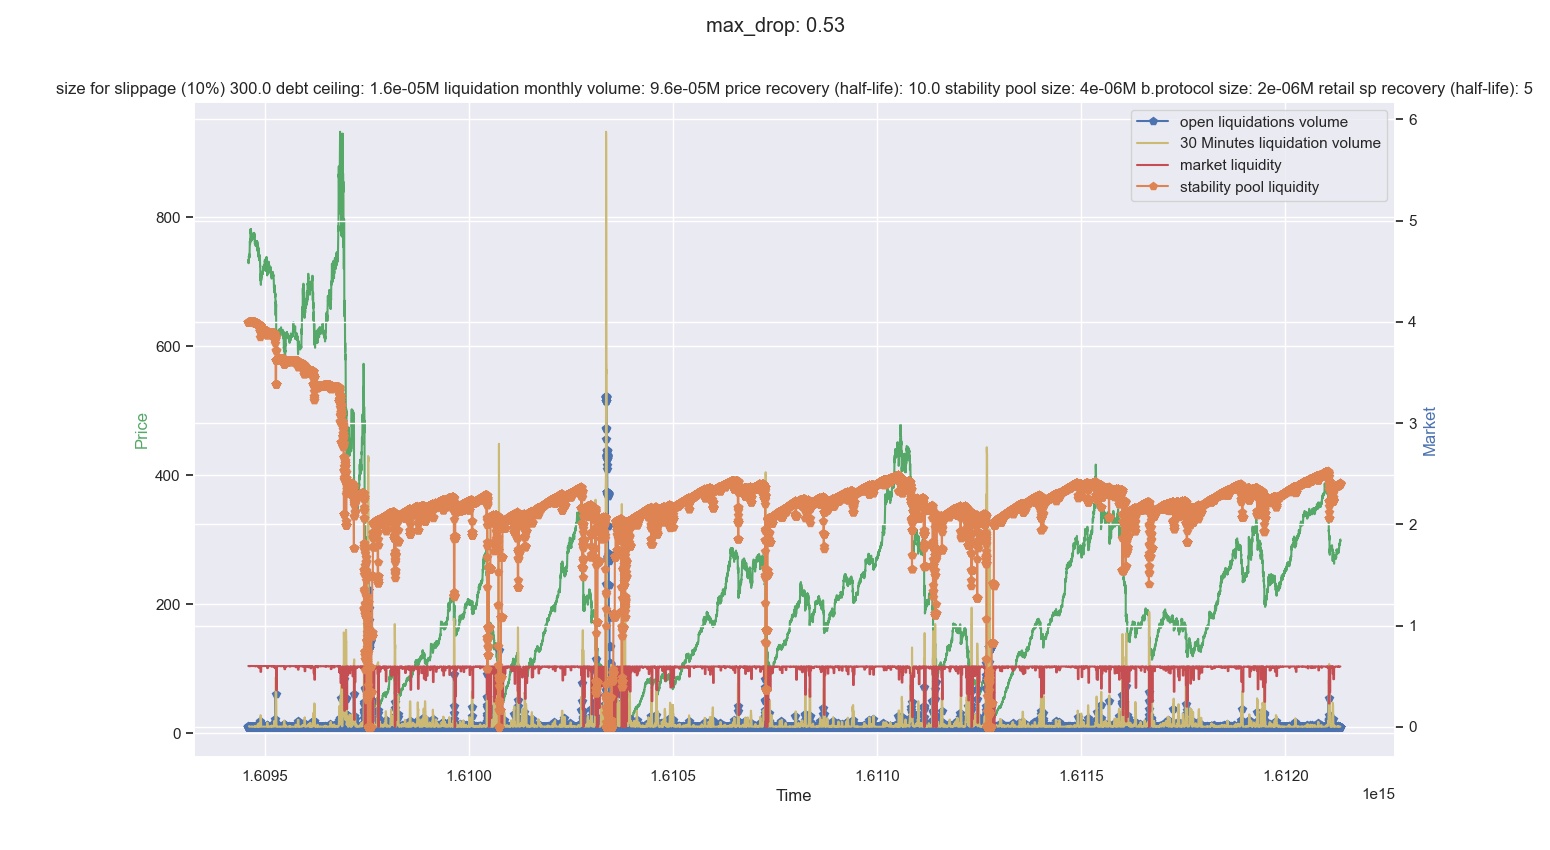 max_drop: 0.53
size for slippage (10%) 300.0 debt ceiling: 1.6e-05M liquidation monthly volume: 9.6e-05M price recovery (half-life): 10.0 stability pool size: 4e-06M b.protocol size: 2e-06M retail sp recovery (half-life): 5
open liquidations volume
30 Minutes liquidation volume
market liquidity
stability pool liquidity
Price
800
600
400
200
0
Market
6
5
4
3
2
1
0
1.6095 1.6100 1.6105 1.6110 1.6115 1.6120
Time
1e15